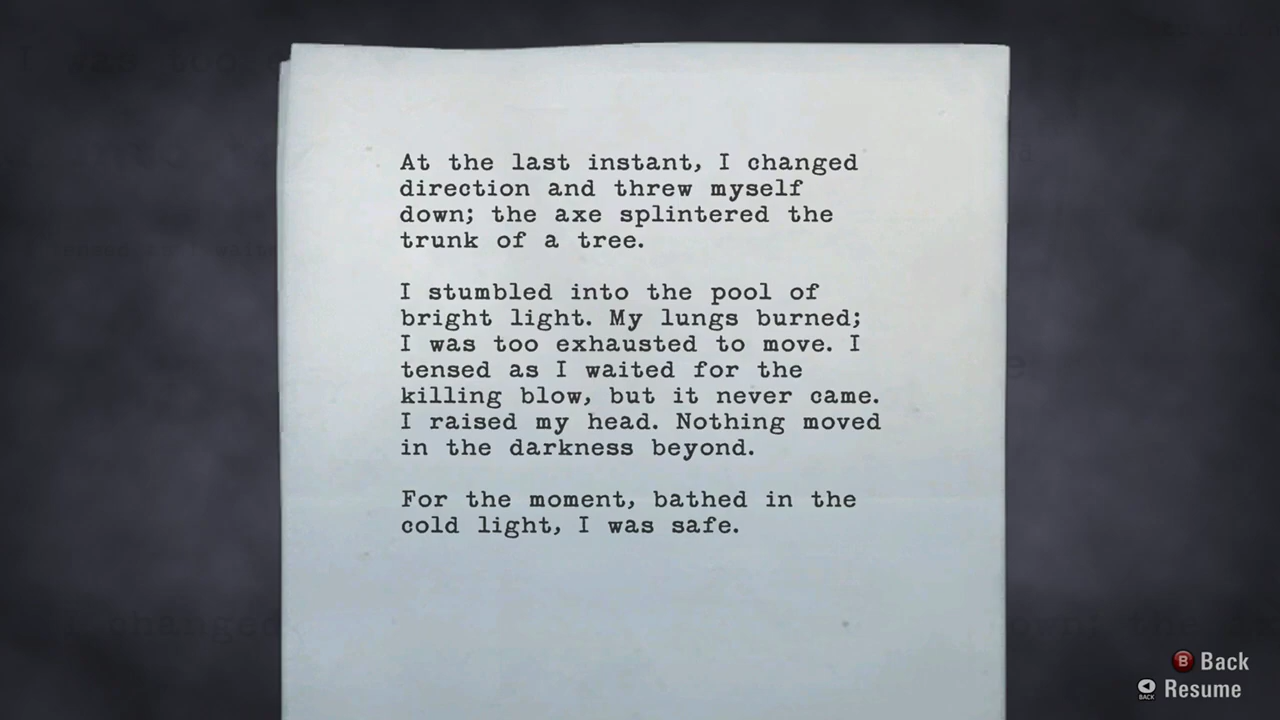 At the last instant, I changed
direction and threw myself
down; the axe splintered the
trunk of a tree.
I stumbled into the pool of
bright light. My lungs burned;
I was too exhausted to move. I
tensed as I waited for the
killing blow, but it never came.
I raised my head. Nothing moved
in the darkness beyond.
For the moment, bathed in the
cold light, I was safe.
B Back
BACK Resume